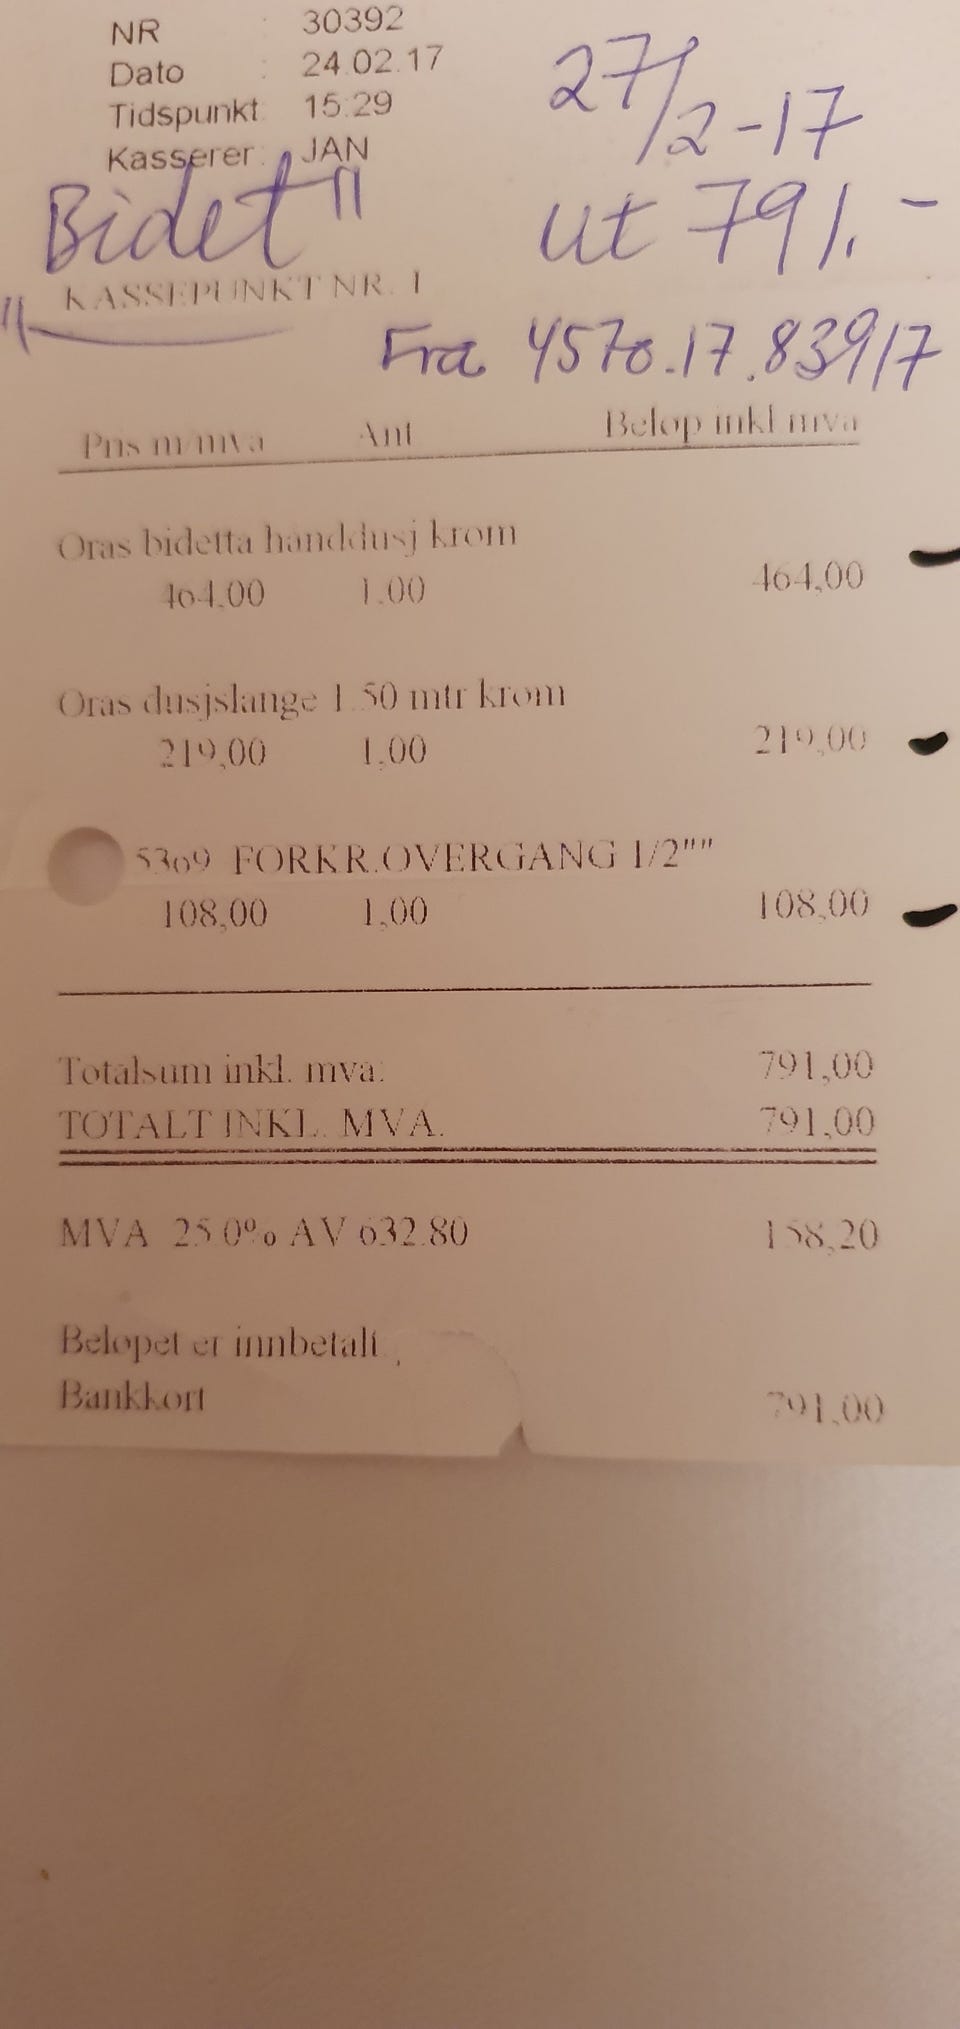 NR : 30392
Dato : 24.02.17
27/2-17
Tidspunkt: 15:29
Kasserer: JAN
"Bidet"
ut 791.-
KASSEPUNKT NR. 1
Fra 4570.17.83917
Pris m/mva Ant Beløp inkl mva
Oras bidetta hånddusj krom
464,00 1,00 464,00
Oras dusjslange 1.50 mtr krom
219,00 1,00 219,00
5369 FORKR.OVERGANG 1/2""
108,00 1,00 108,00
Totalsum inkl. mva: 791,00
TOTALT INKL. MVA. 791,00
MVA 25.0% AV 632.80 158,20
Beløpet er innbetalt
Bankkort 791,00